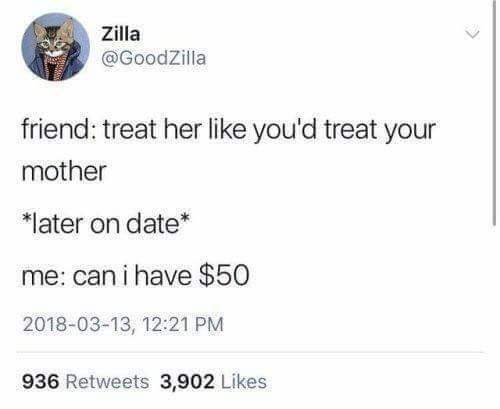 Zilla
@GoodZilla
friend: treat her like you'd treat your
mother
*later on date*
me: can i have $50
2018-03-13, 12:21 PM
936 Retweets 3,902 Likes